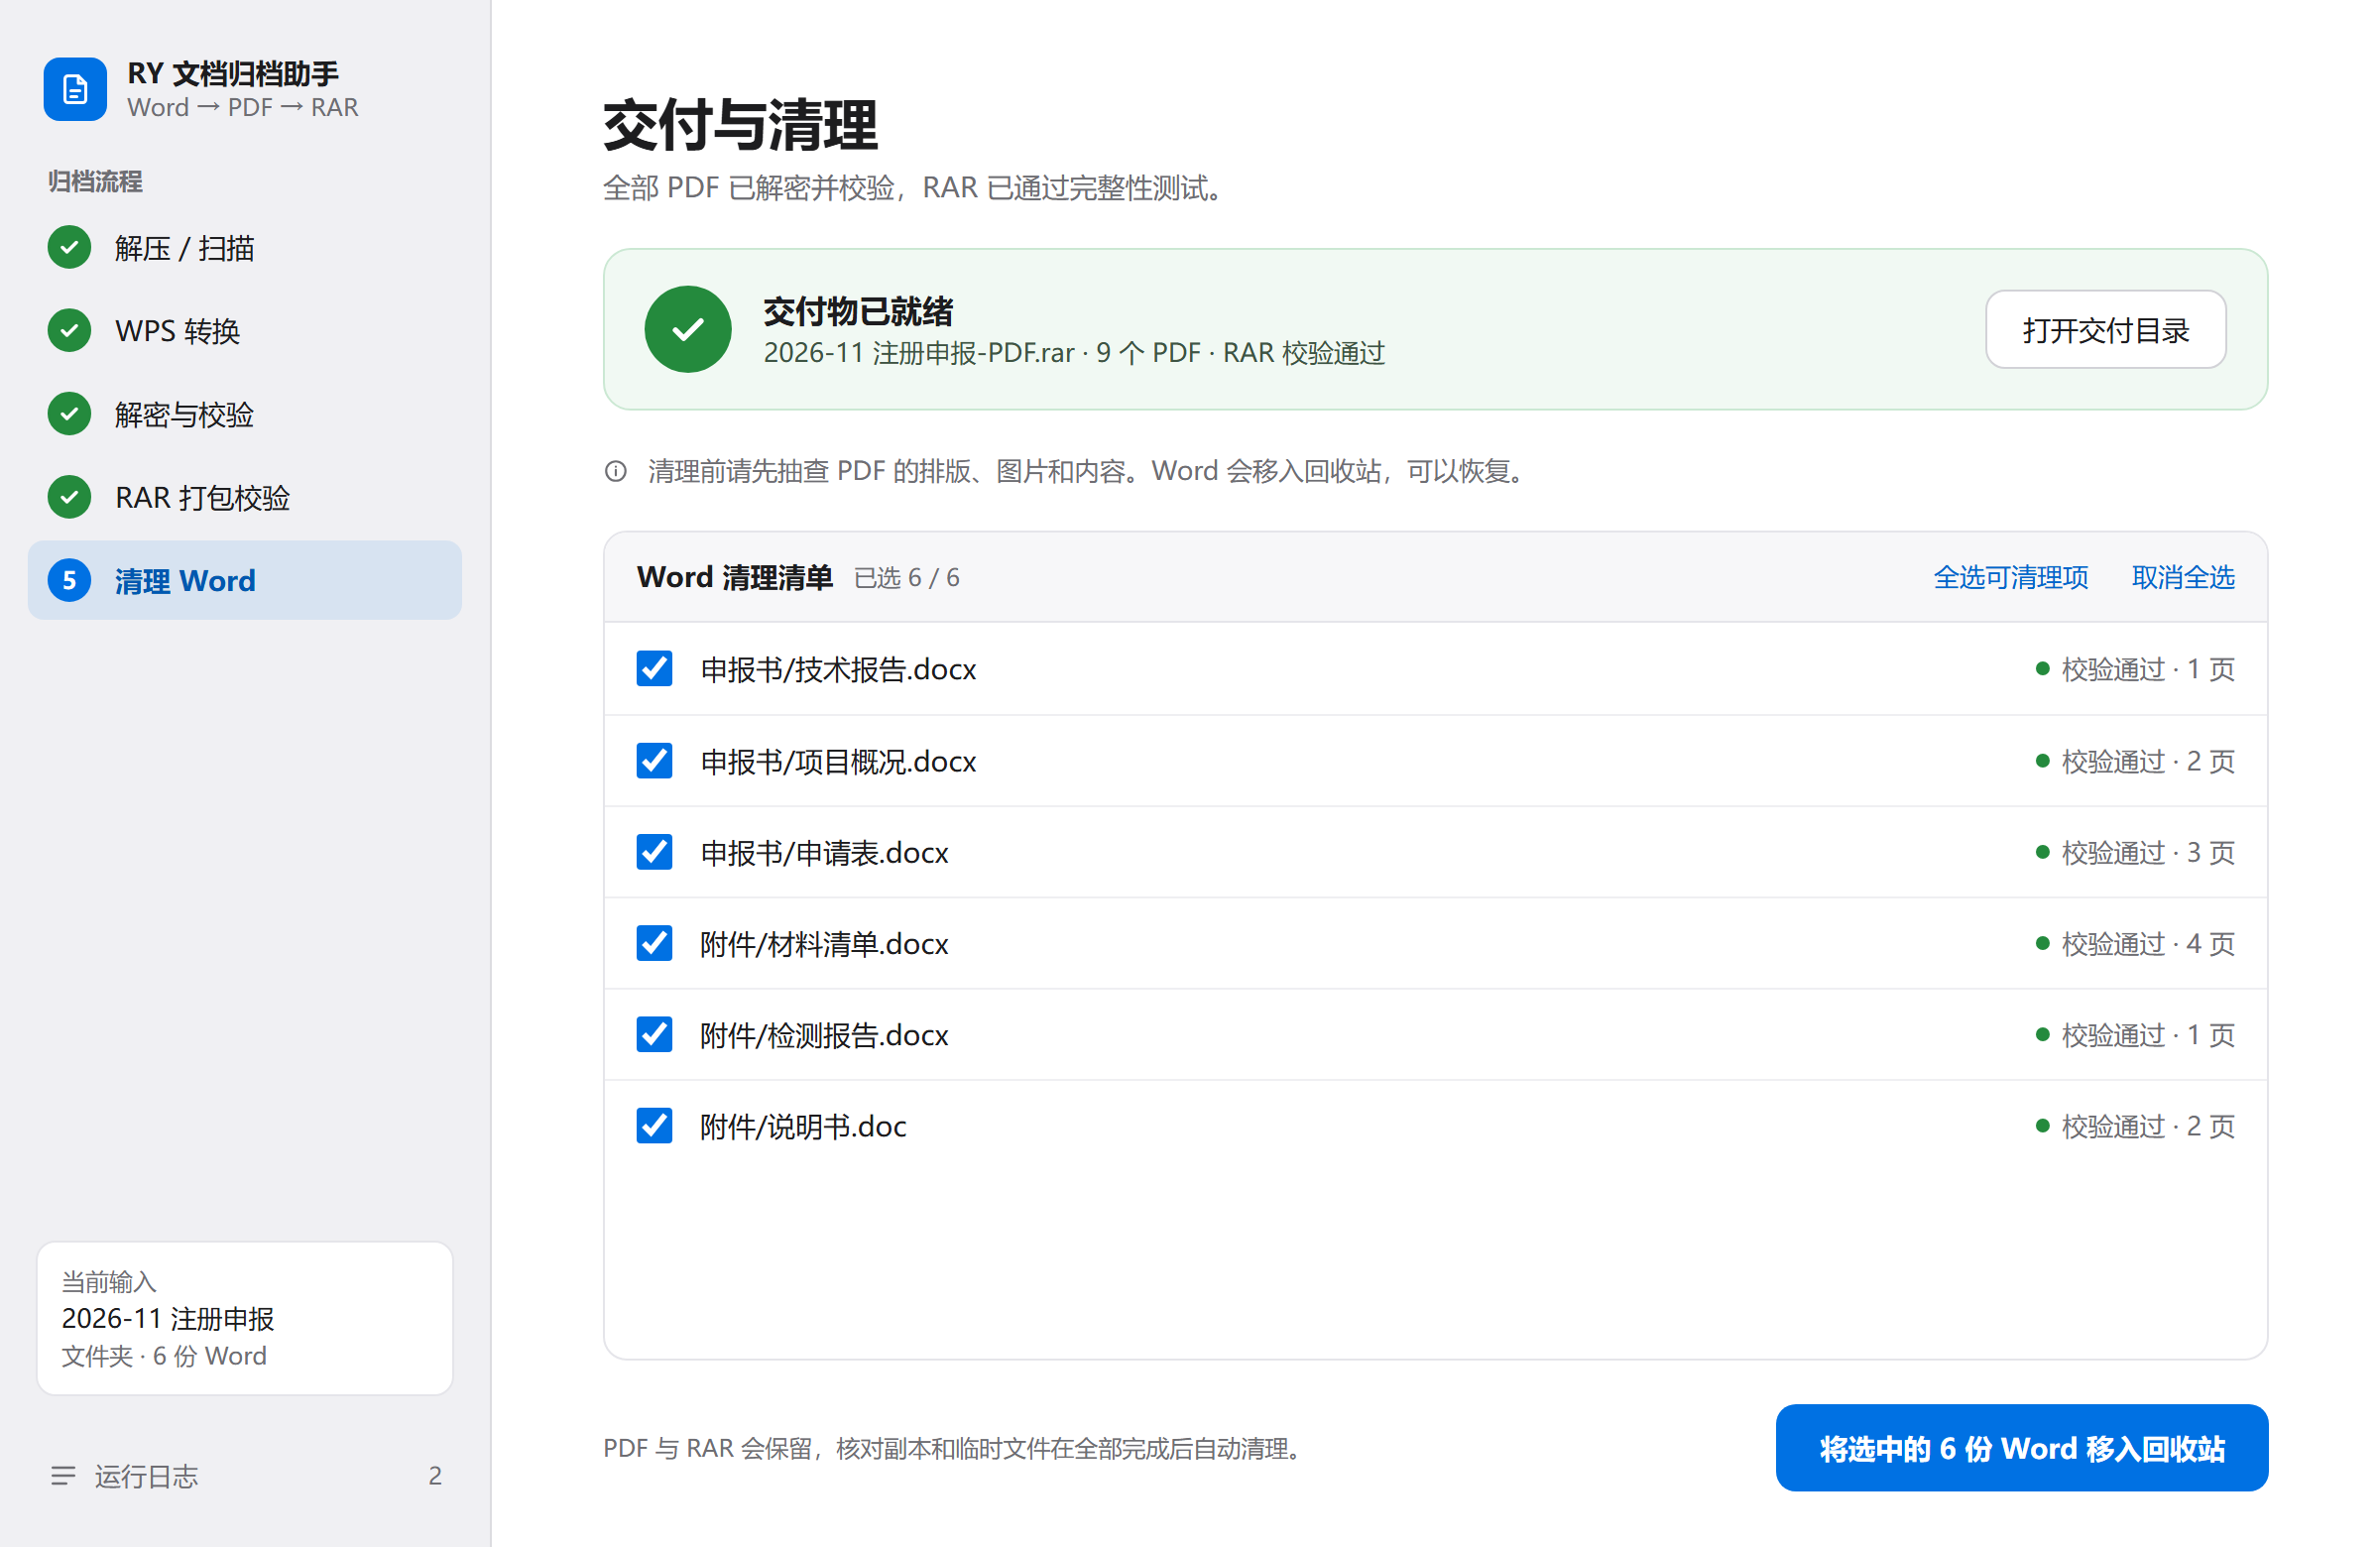 RY 文档归档助手
Word → PDF → RAR
归档流程
解压 / 扫描
WPS 转换
解密与校验
RAR 打包校验
5 清理 Word
当前输入
2026-11 注册申报
文件夹 · 6 份 Word
运行日志 2
交付与清理
全部 PDF 已解密并校验，RAR 已通过完整性测试。
交付物已就绪
2026-11 注册申报-PDF.rar · 9 个 PDF · RAR 校验通过
打开交付目录
清理前请先抽查 PDF 的排版、图片和内容。Word 会移入回收站，可以恢复。
Word 清理清单 已选 6 / 6 全选可清理项 取消全选
申报书/技术报告.docx 校验通过 · 1 页
申报书/项目概况.docx 校验通过 · 2 页
申报书/申请表.docx 校验通过 · 3 页
附件/材料清单.docx 校验通过 · 4 页
附件/检测报告.docx 校验通过 · 1 页
附件/说明书.doc 校验通过 · 2 页
PDF 与 RAR 会保留，核对副本和临时文件在全部完成后自动清理。
将选中的 6 份 Word 移入回收站